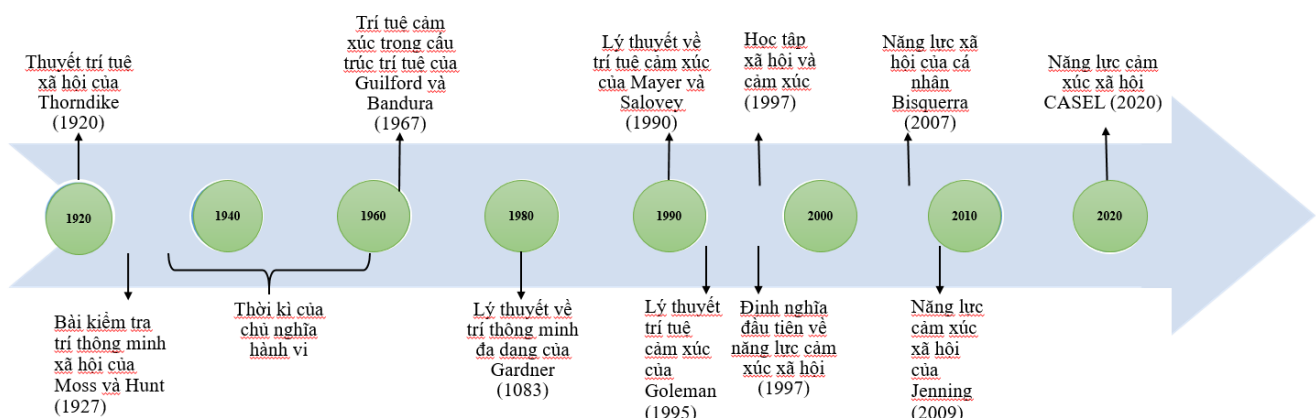 Thuyết trí tuệ
xã hội của
Thorndike
(1920)
Trí tuệ cảm
xúc trong cấu
trúc trí tuệ của
Guilford và
Bandura
(1967)
Lý thuyết về
trí tuệ cảm xúc
của Mayer và
Salovey
(1990)
Học tập
xã hội và
cảm xúc
(1997)
Năng lực xã
hội của cá
nhân
Bisquerra
(2007)
Năng lực cảm
xúc xã hội
CASEL (2020)
1920
1940
1960
1980
1990
2000
2010
2020
Bài kiểm tra
trí thông minh
xã hội của
Moss và Hunt
(1927)
Thời kì của
chủ nghĩa
hành vi
Lý thuyết về
trí thông minh
đa dạng của
Gardner
(1083)
Lý thuyết
trí tuệ
cảm xúc
của
Goleman
(1995)
Định nghĩa
đầu tiên về
năng lực cảm
xúc xã hội
(1997)
Năng lực
cảm xúc
xã hội
của
Jenning
(2009)